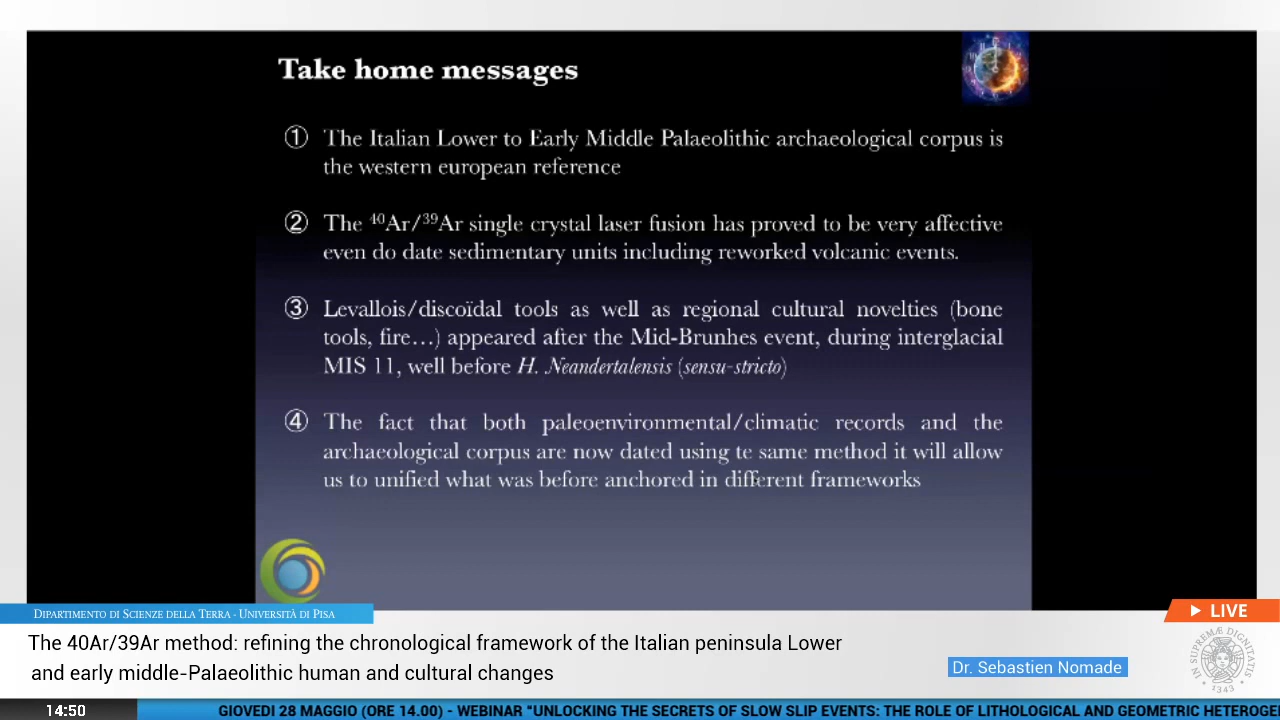 Take home messages
① The Italian Lower to Early Middle Palaeolithic archaeological corpus is
the western european reference
② The ⁴⁰Ar/³⁹Ar single crystal laser fusion has proved to be very affective
even do date sedimentary units including reworked volcanic events.
③ Levallois/discoïdal tools as well as regional cultural novelties (bone
tools, fire…) appeared after the Mid-Brunhes event, during interglacial
MIS 11, well before H. Neandertalensis (sensu-stricto)
④ The fact that both paleoenvironmental/climatic records and the
archaeological corpus are now dated using te same method it will allow
us to unified what was before anchored in different frameworks
DIPARTIMENTO DI SCIENZE DELLA TERRA - UNIVERSITÀ DI PISA
LIVE
The 40Ar/39Ar method: refining the chronological framework of the Italian peninsula Lower
and early middle-Palaeolithic human and cultural changes
Dr. Sebastien Nomade
IN SUPREMÆ DIGNITATIS
1343
14:50
GIOVEDI 28 MAGGIO (ORE 14.00) - WEBINAR "UNLOCKING THE SECRETS OF SLOW SLIP EVENTS: THE ROLE OF LITHOLOGICAL AND GEOMETRIC HETEROGE